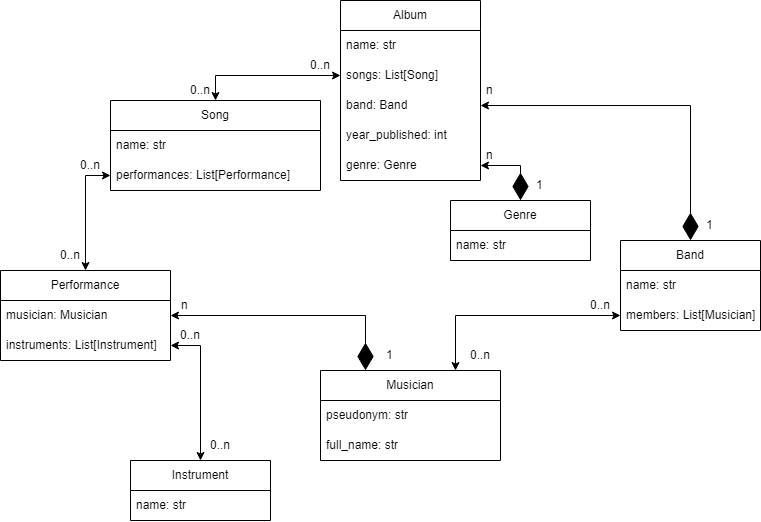 Album
name: str
songs: List[Song]
band: Band
year_published: int
genre: Genre
0..n
0..n
n
n
1
1
Song
name: str
performances: List[Performance]
0..n
0..n
Genre
name: str
Band
name: str
members: List[Musician]
Performance
musician: Musician
instruments: List[Instrument]
n
1
0..n
0..n
0..n
0..n
Musician
pseudonym: str
full_name: str
Instrument
name: str